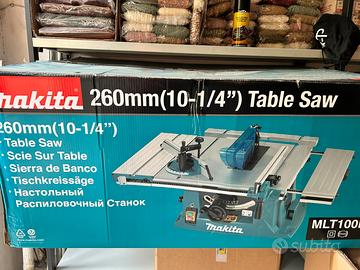 makita 260mm(10-1/4") Table Saw
260mm(10-1/4")
• Table Saw
• Scie Sur Table
• Sierra de Banco
• Tischkreissäge
• Настольный
Распиловочный Станок
makita
MLT100
subito